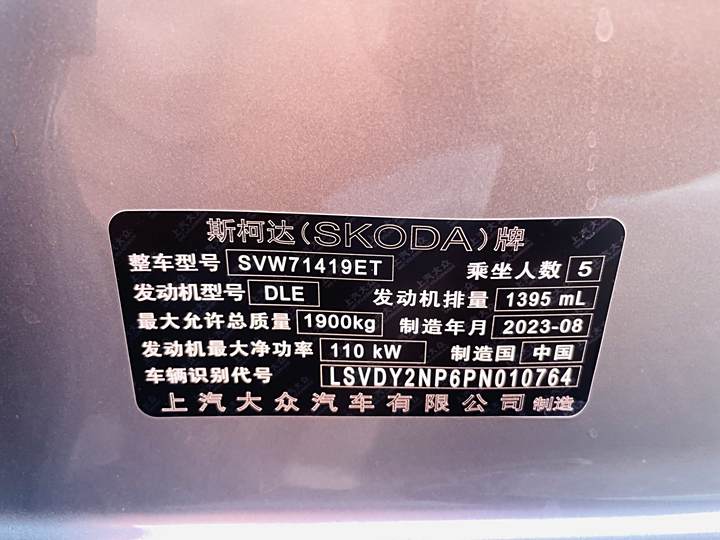 斯柯达(SKODA)牌
整车型号 SVW71419ET 乘坐人数 5
发动机型号 DLE 发动机排量 1395 mL
最大允许总质量 1900kg 制造年月 2023-08
发动机最大净功率 110 kW 制造国 中国
车辆识别代号 LSVDY2NP6PN010764
上汽大众汽车有限公司 制造